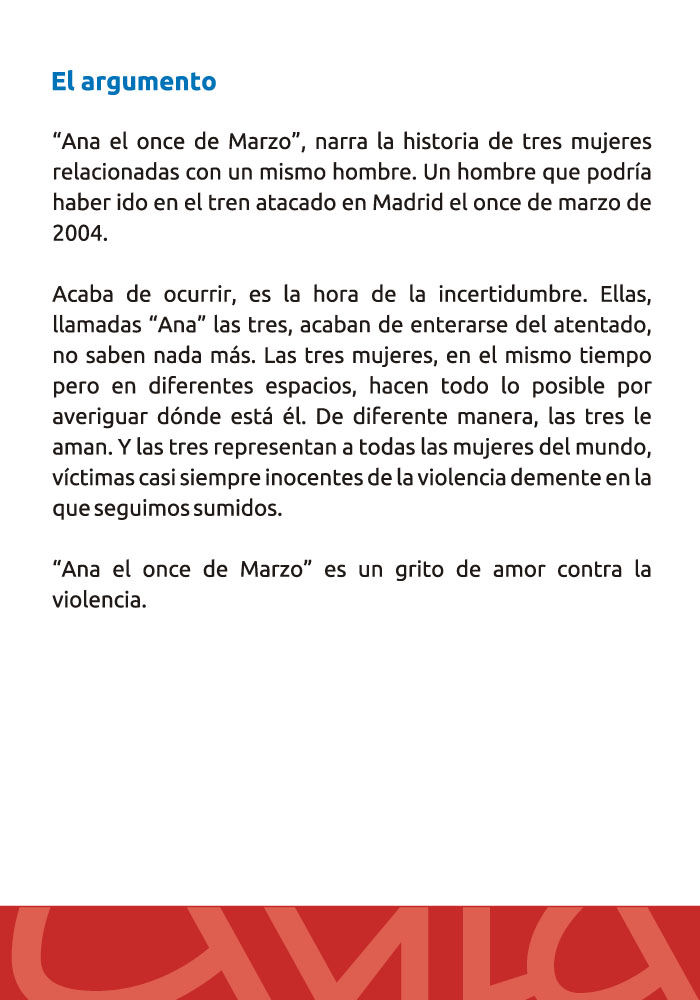 El argumento
“Ana el once de Marzo”, narra la historia de tres mujeres
relacionadas con un mismo hombre. Un hombre que podría
haber ido en el tren atacado en Madrid el once de marzo de
2004.
Acaba de ocurrir, es la hora de la incertidumbre. Ellas,
llamadas “Ana” las tres, acaban de enterarse del atentado,
no saben nada más. Las tres mujeres, en el mismo tiempo
pero en diferentes espacios, hacen todo lo posible por
averiguar dónde está él. De diferente manera, las tres le
aman. Y las tres representan a todas las mujeres del mundo,
víctimas casi siempre inocentes de la violencia demente en la
que seguimos sumidos.
“Ana el once de Marzo” es un grito de amor contra la
violencia.